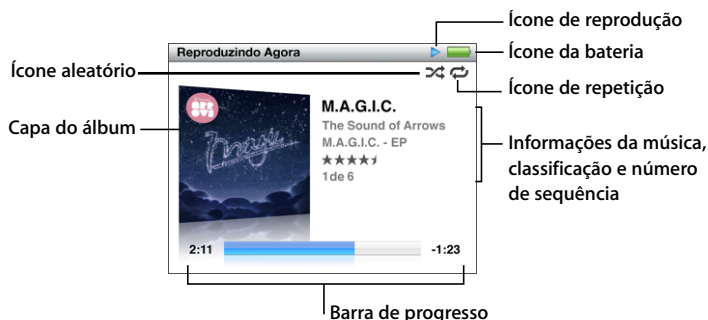 Ícone de reprodução
Reproduzindo Agora
Ícone da bateria
Ícone aleatório
Ícone de repetição
Capa do álbum
M.A.G.I.C.
The Sound of Arrows
M.A.G.I.C. - EP
1 de 6
Informações da música,
classificação e número
de sequência
Magic
2:11
-1:23
Barra de progresso